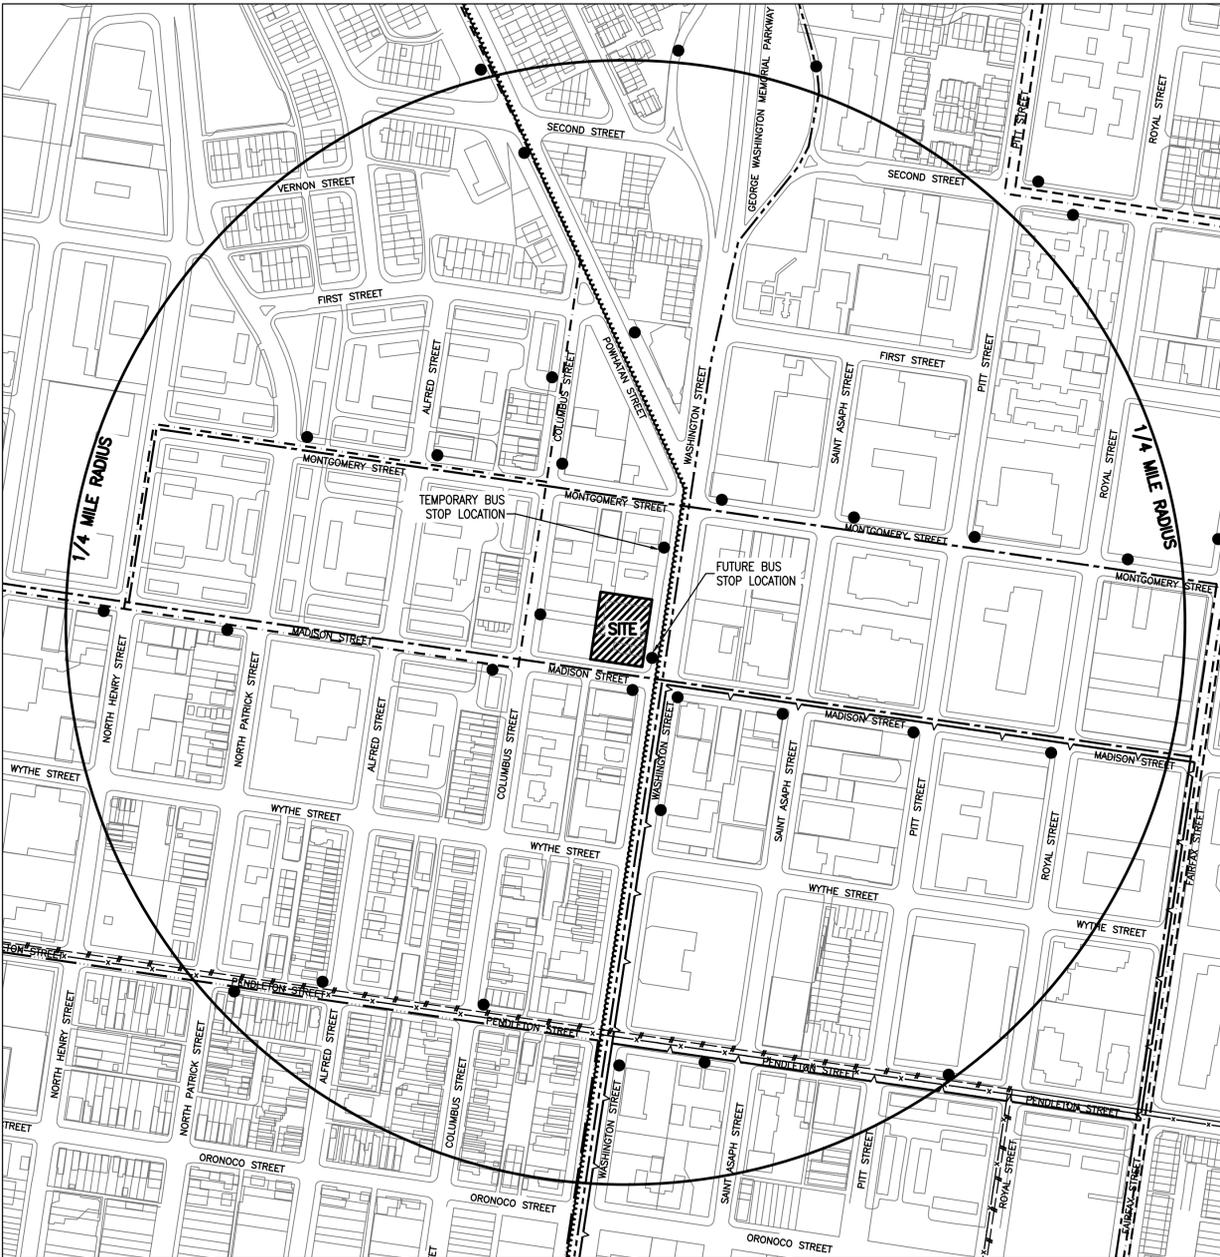 GEORGE WASHINGTON MEMORIAL PARKWAY
PITT STREET
ROYAL STREET
SECOND STREET
VERNON STREET
SECOND STREET
FIRST STREET
ALFRED STREET
COLUMBUS STREET
POWHATAN STREET
WASHINGTON STREET
SAINT ASAPH STREET
FIRST STREET
PITT STREET
ROYAL STREET
1/4 MILE RADIUS
1/4 MILE RADIUS
MONTGOMERY STREET
TEMPORARY BUS
STOP LOCATION
MONTGOMERY STREET
MONTGOMERY STREET
MONTGOMERY STREET
FUTURE BUS
STOP LOCATION
SITE
MADISON STREET
MADISON STREET
MADISON STREET
MADISON STREET
NORTH HENRY STREET
NORTH PATRICK STREET
ALFRED STREET
COLUMBUS STREET
WASHINGTON STREET
SAINT ASAPH STREET
PITT STREET
ROYAL STREET
FAIRFAX STREET
WYTHE STREET
WYTHE STREET
WYTHE STREET
WYTHE STREET
WYTHE STREET
TON STREET
PENDLETON STREET
PENDLETON STREET
PENDLETON STREET
PENDLETON STREET
NORTH HENRY STREET
NORTH PATRICK STREET
ALFRED STREET
COLUMBUS STREET
WASHINGTON STREET
SAINT ASAPH STREET
PITT STREET
ROYAL STREET
FAIRFAX STREET
TREET
ORONOCO STREET
ORONOCO STREET
ORONOCO STREET
ET